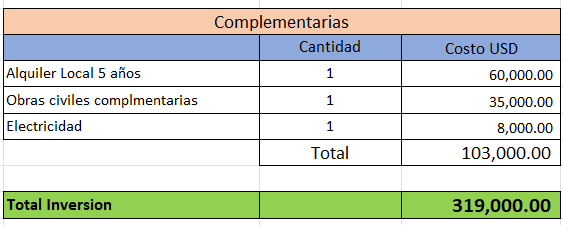 Complementarias
Cantidad Costo USD
Alquiler Local 5 años 1 60,000.00
Obras civiles complmentarias 1 35,000.00
Electricidad 1 8,000.00
Total 103,000.00
Total Inversion 319,000.00